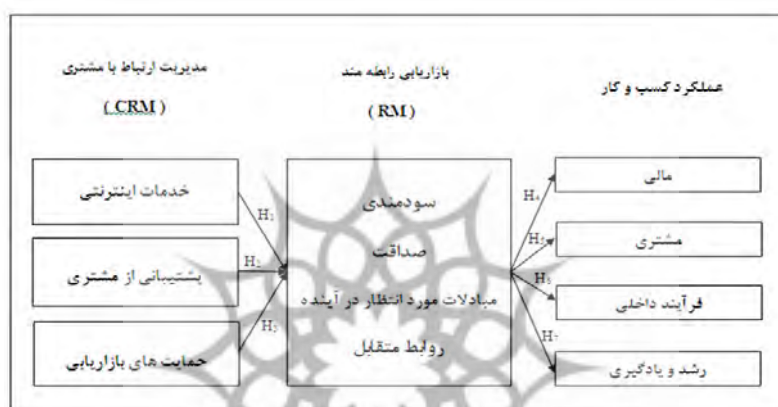 مدیریت ارتباط با مشتری
( CRM )
بازاریابی رابطه مند
( RM )
عملکرد کسب و کار
خدمات اینترنتی
پشتیبانی از مشتری
حمایت های بازاریابی
H₁
H₂
H₃
سودمندی
صداقت
مبادلات مورد انتظار در آینده
روابط متقابل
H₄
H₅
H₆
H₇
مالی
مشتری
فرآیند داخلی
رشد و یادگیری